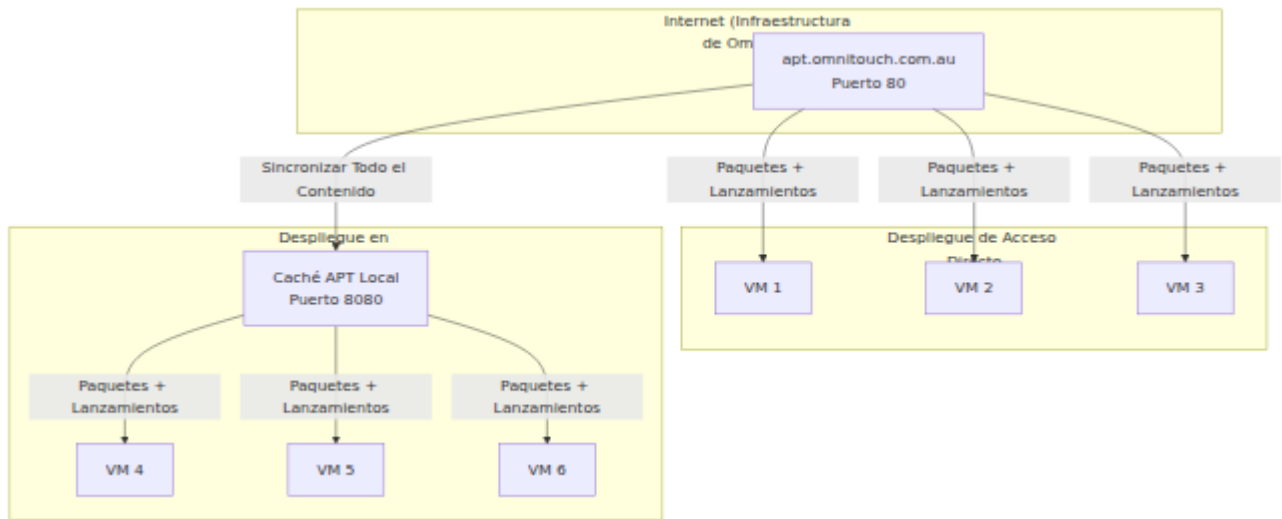 Internet (Infraestructura
de Om
apt.omnitouch.com.au
Puerto 80
Sincronizar Todo el
Contenido
Paquetes +
Lanzamientos
Paquetes +
Lanzamientos
Paquetes +
Lanzamientos
Despliegue en
Caché APT Local
Puerto 8080
Despliegue de Acceso
Directo
VM 1
VM 2
VM 3
Paquetes +
Lanzamientos
Paquetes +
Lanzamientos
Paquetes +
Lanzamientos
VM 4
VM 5
VM 6